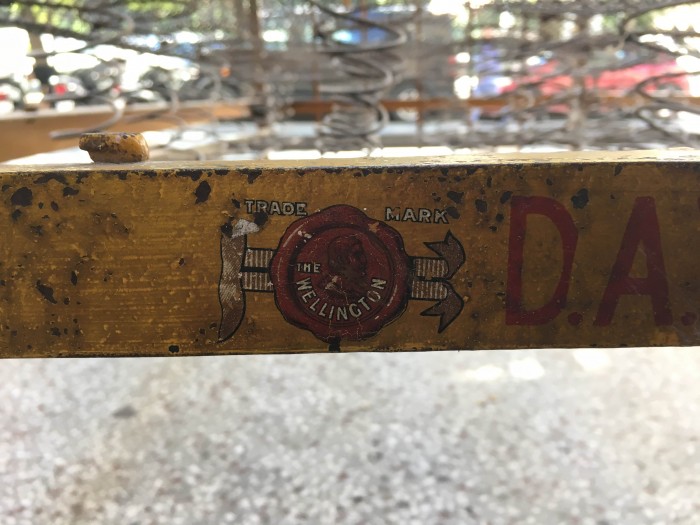 TRADE MARK
THE
WELLINGTON
D.A.